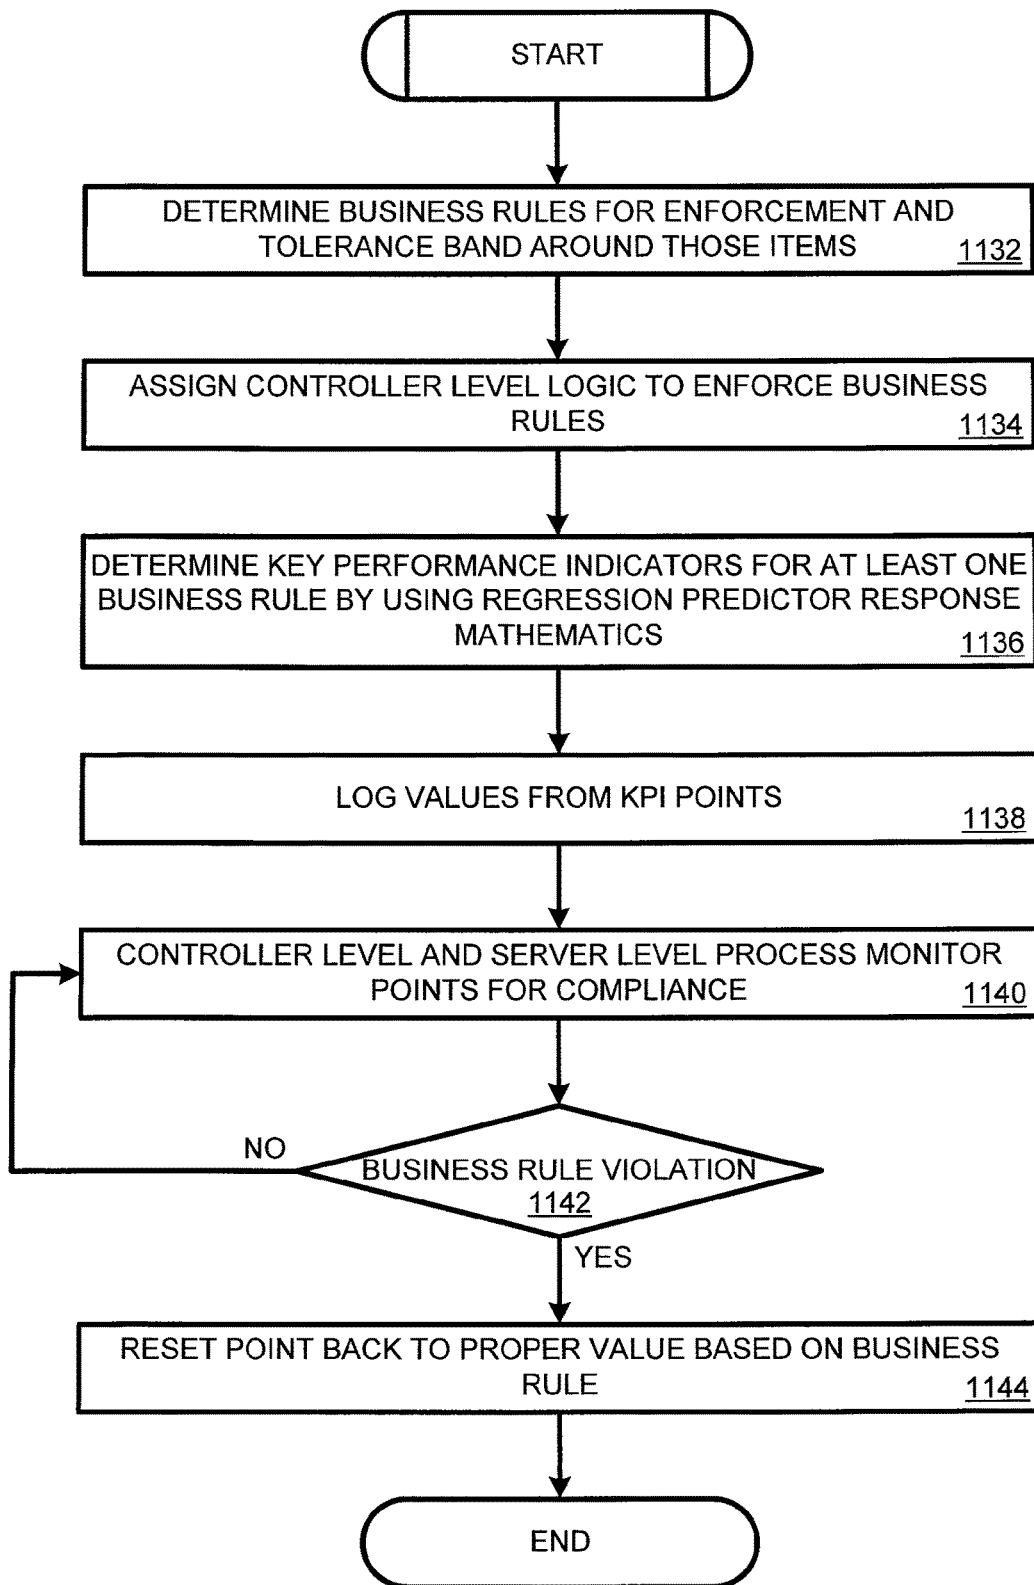 START
DETERMINE BUSINESS RULES FOR ENFORCEMENT AND
TOLERANCE BAND AROUND THOSE ITEMS
1132
ASSIGN CONTROLLER LEVEL LOGIC TO ENFORCE BUSINESS
RULES
1134
DETERMINE KEY PERFORMANCE INDICATORS FOR AT LEAST ONE
BUSINESS RULE BY USING REGRESSION PREDICTOR RESPONSE
MATHEMATICS
1136
LOG VALUES FROM KPI POINTS
1138
CONTROLLER LEVEL AND SERVER LEVEL PROCESS MONITOR
POINTS FOR COMPLIANCE
1140
NO
BUSINESS RULE VIOLATION
1142
YES
RESET POINT BACK TO PROPER VALUE BASED ON BUSINESS
RULE
1144
END